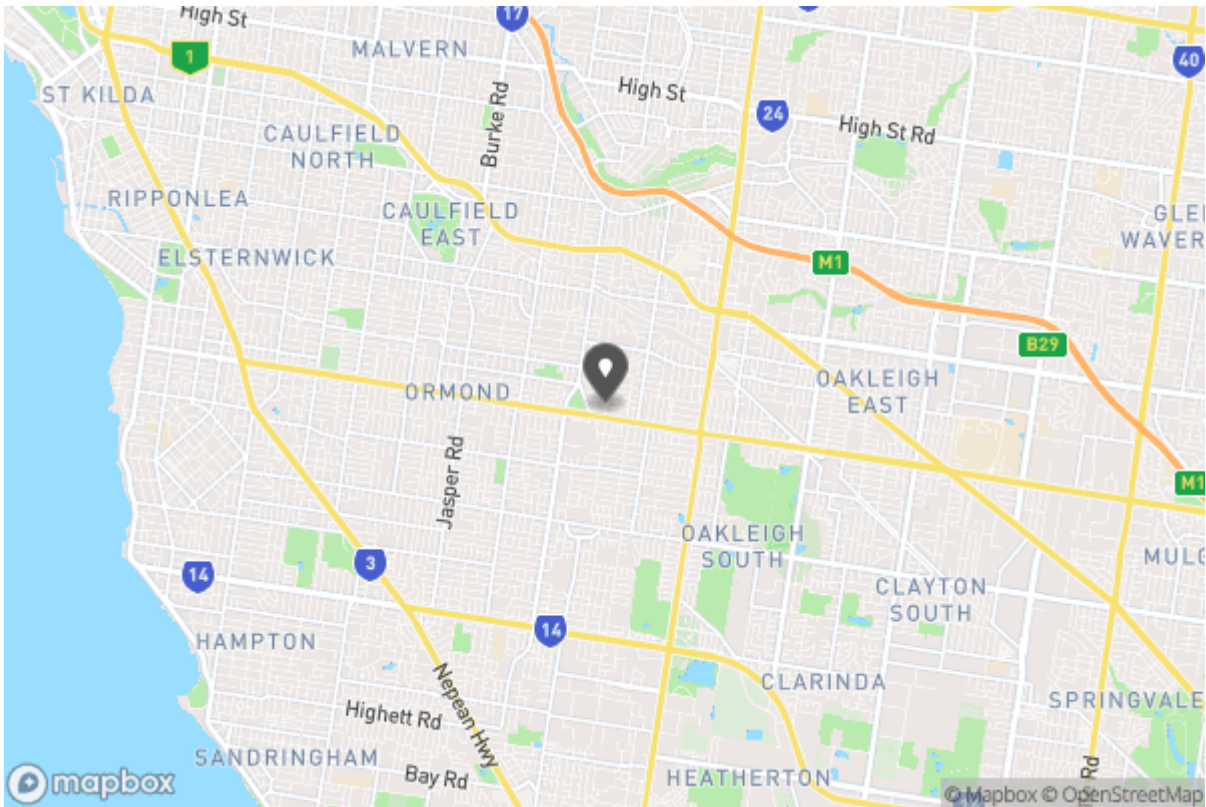 High St
17
MALVERN
1
40
ST KILDA
High St
24
Burke Rd
High St Rd
CAULFIELD
NORTH
RIPPONLEA
CAULFIELD
EAST
GLEN
WAVER
ELSTERNWICK
M1
B29
ORMOND
OAKLEIGH
EAST
Jasper Rd
M1
OAKLEIGH
SOUTH
MULG
3
14
CLAYTON
SOUTH
14
HAMPTON
Nepean Hwy
CLARINDA
SPRINGVALE
Highett Rd
SANDRINGHAM
Bay Rd
HEATHERTON
Rd
mapbox
© Mapbox © OpenStreetMap